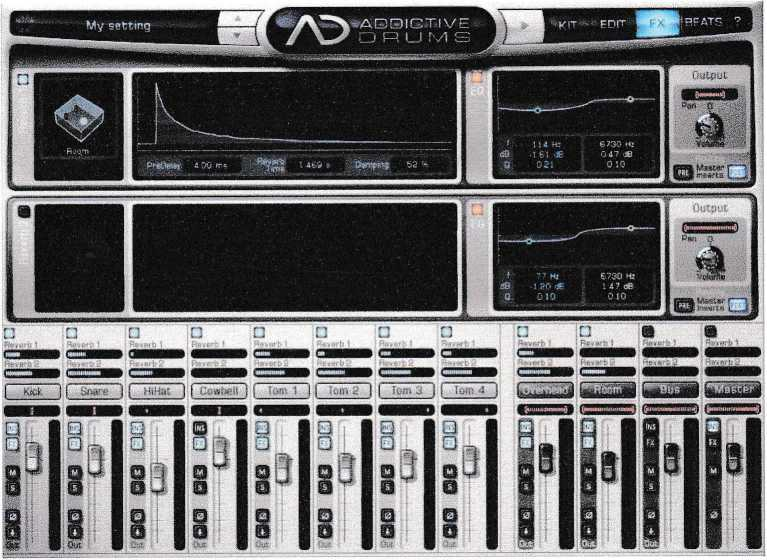 My setting
ADDICTIVE
DRUMS
KIT EDIT FX BEATS ?
EQ
Output
Pan
Volume
Room
f 114 Hz 6730 Hz
dB -1.61 dB 0.47 dB
Q 0.21 0.10
PreDelay 4.00 ms Reverb Time 1.469 s Damping 52 %
PRE Master Inserts
EQ
Output
Pan
Volume
f 77 Hz 6730 Hz
dB -1.20 dB 1.47 dB
Q 0.10 0.10
PRE Master Inserts
Reverb 1 Reverb 1 Reverb 1 Reverb 1 Reverb 1 Reverb 1 Reverb 1 Reverb 1 Reverb 1 Reverb 1 Reverb 1 Reverb 1
Reverb 2 Reverb 2 Reverb 2 Reverb 2 Reverb 2 Reverb 2 Reverb 2 Reverb 2 Reverb 2 Reverb 2 Reverb 2 Reverb 2
Kick Snare HiHat Cowbell Tom 1 Tom 2 Tom 3 Tom 4 Overhead Room Bus Master
INS INS INS INS INS INS INS INS INS INS INS INS
FX FX FX FX FX FX FX FX FX FX FX FX
M M M M M M M M M M M M
S S S S S S S S S S S
Out Out Out Out Out Out Out Out Out Out Out